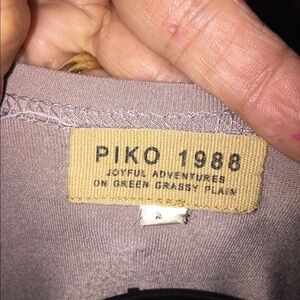 PIKO 1988
JOYFUL ADVENTURES
ON GREEN GRASSY PLAIN